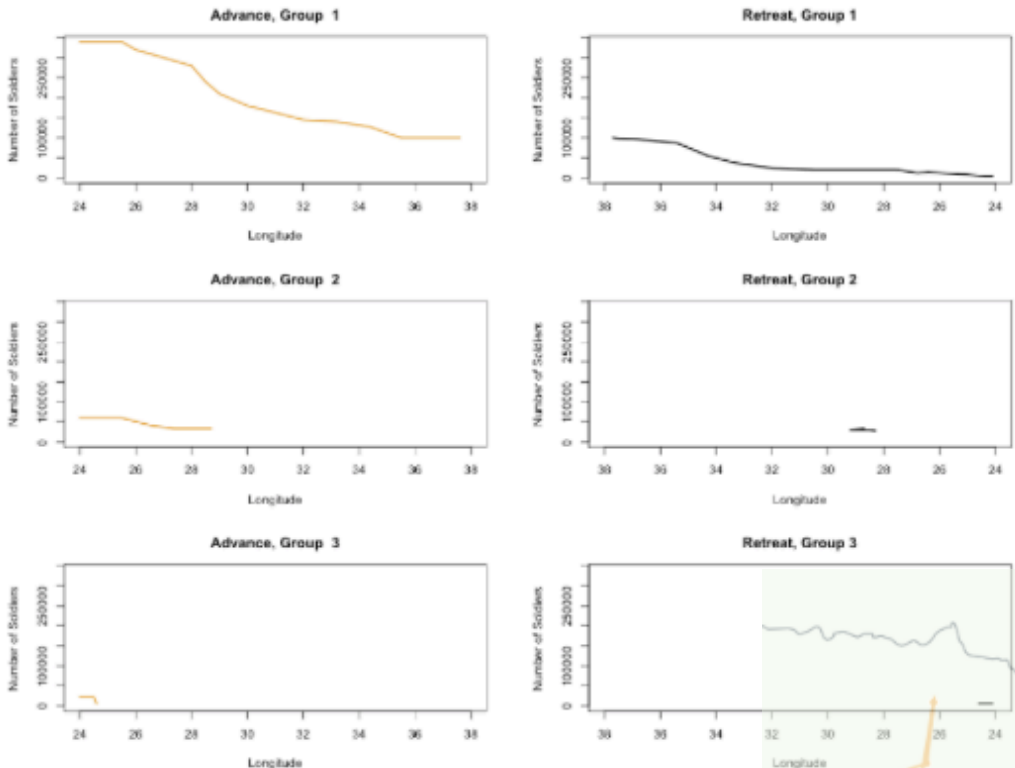 Advance, Group 1
Retreat, Group 1
Number of Soldiers
250000
100000
0
24 26 28 30 32 34 36 38
Longitude
Number of Soldiers
250000
100000
0
38 36 34 32 30 28 26 24
Longitude
Advance, Group 2
Retreat, Group 2
Number of Soldiers
250000
100000
0
24 26 28 30 32 34 36 38
Longitude
Number of Soldiers
250000
100000
0
38 36 34 32 30 28 26 24
Longitude
Advance, Group 3
Retreat, Group 3
Number of Soldiers
250000
100000
0
24 26 28 30 32 34 36 38
Longitude
Number of Soldiers
250000
100000
0
38 36 34 32 30 28 26 24
Longitude